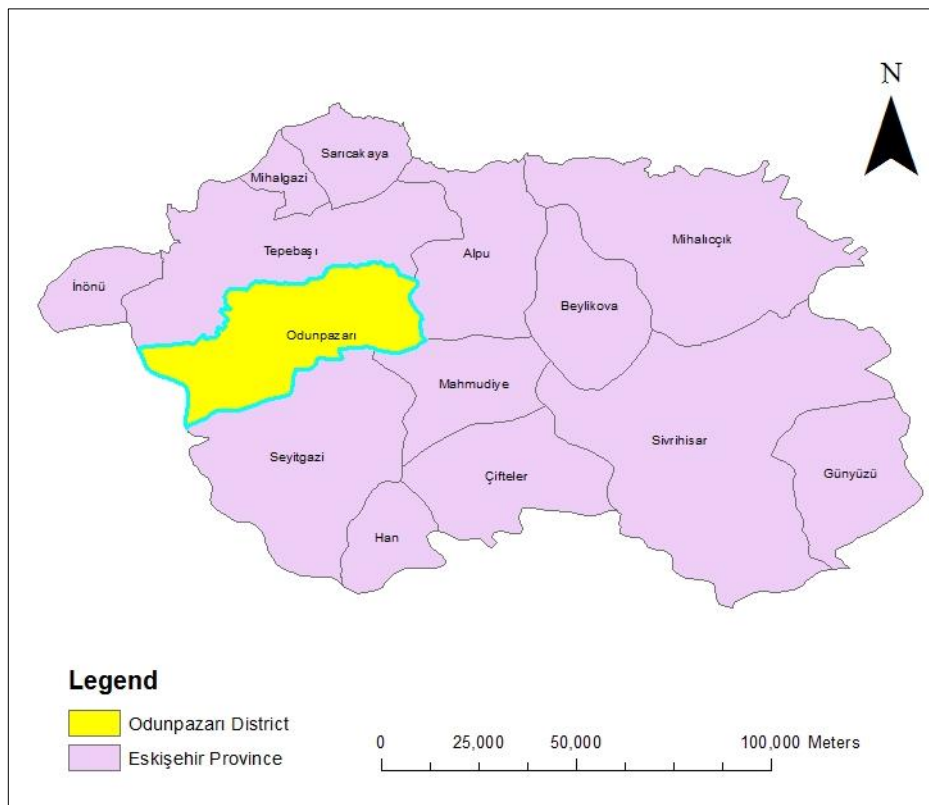 N
Sarıcakaya
Mihalgazi
Tepebaşı
Alpu
Mihalıççık
İnönü
Beylikova
Odunpazarı
Mahmudiye
Seyitgazi
Sivrihisar
Çifteler
Günyüzü
Han
Legend
Odunpazarı District
Eskişehir Province
0 25,000 50,000 100,000 Meters